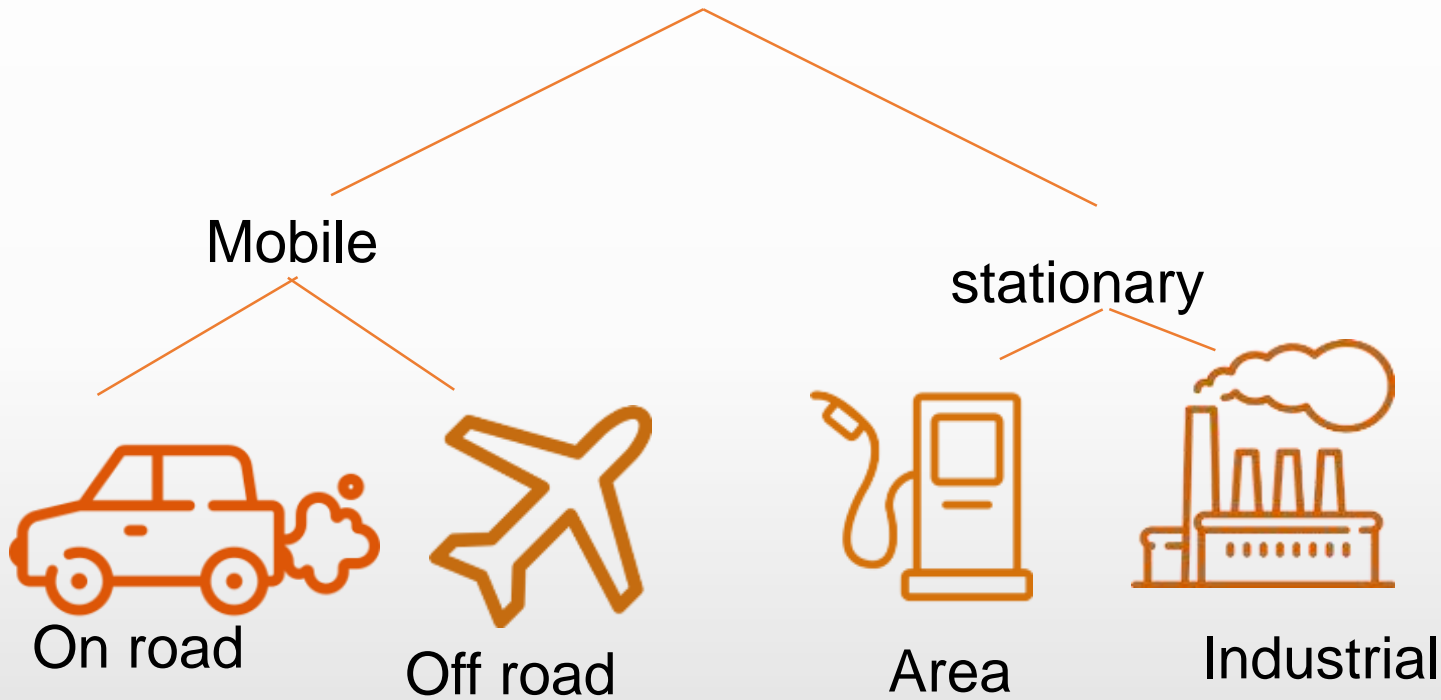 Mobile
stationary
On road
Off road
Area
Industrial